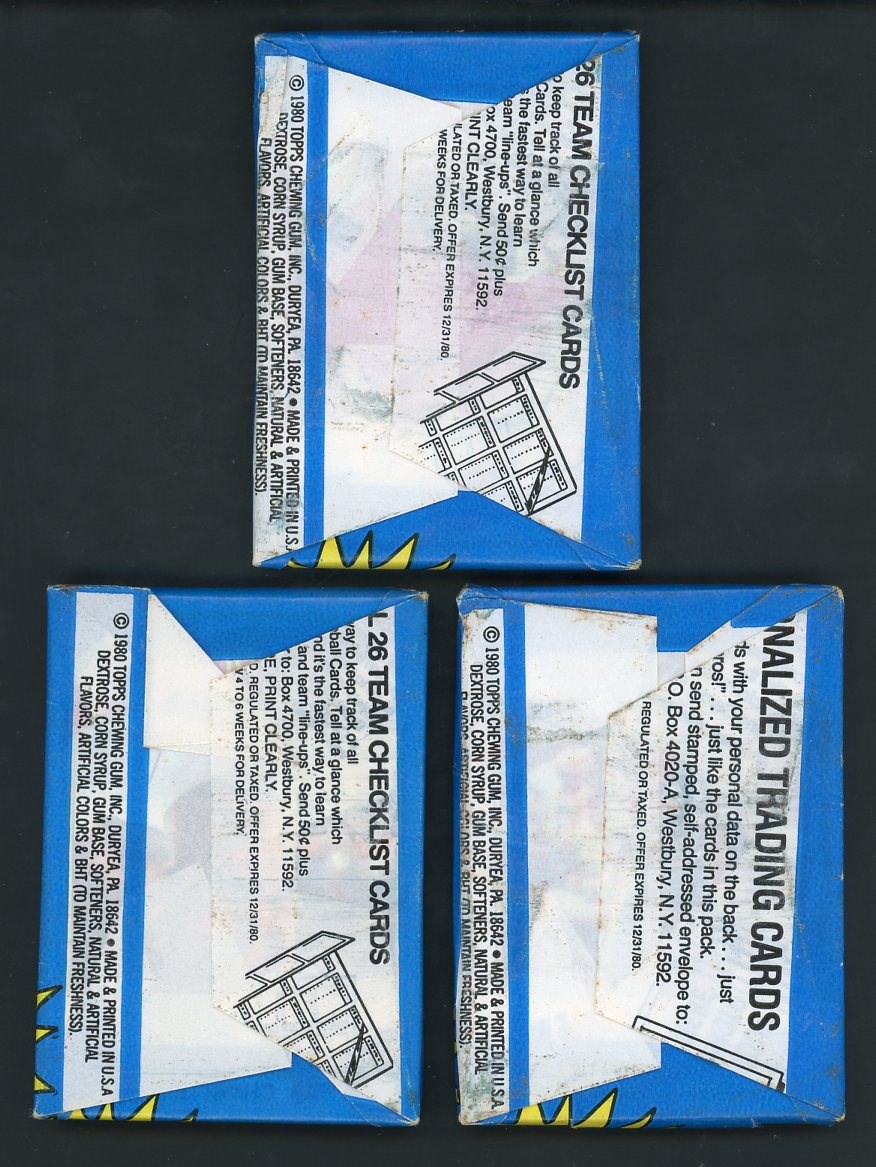 26 TEAM CHECKLIST CARDS
keep track of all
Cards. Tell at a glance which
the fastest way to learn
eam "line-ups". Send 50¢ plus
ox 4700, Westbury, N.Y. 11592.
INT CLEARLY.
LATED OR TAXED. OFFER EXPIRES 12/31/80.
WEEKS FOR DELIVERY.
© 1980 TOPPS CHEWING GUM, INC., DURYEA, PA. 18642 • MADE & PRINTED IN U.S.A
DEXTROSE, CORN SYRUP, GUM BASE, SOFTENERS, NATURAL & ARTIFICIAL
FLAVORS, ARTIFICIAL COLORS & BHT (TO MAINTAIN FRESHNESS).
L 26 TEAM CHECKLIST CARDS
ay to keep track of all
ball Cards. Tell at a glance which
nd it's the fastest way to learn
and team "line-ups". Send 50¢ plus
to: Box 4700, Westbury, N.Y. 11592.
E, PRINT CLEARLY.
D, REGULATED OR TAXED. OFFER EXPIRES 12/31/80.
V 4 TO 6 WEEKS FOR DELIVERY.
© 1980 TOPPS CHEWING GUM, INC., DURYEA, PA. 18642 • MADE & PRINTED IN U.S.A
DEXTROSE, CORN SYRUP, GUM BASE, SOFTENERS, NATURAL & ARTIFICIAL
FLAVORS, ARTIFICIAL COLORS & BHT (TO MAINTAIN FRESHNESS).
NALIZED TRADING CARDS
ds with your personal data on the back . . . just
ros!" . . . just like the cards in this pack.
n send stamped, self-addressed envelope to:
O. Box 4020-A, Westbury, N.Y. 11592
REGULATED OR TAXED. OFFER EXPIRES 12/31/80.
© 1980 TOPPS CHEWING GUM, INC., DURYEA, PA. 18642 • MADE & PRINTED IN U.S.A.
DEXTROSE, CORN SYRUP, GUM BASE, SOFTENERS, NATURAL & ARTIFICIAL
FLAVORS, ARTIFICIAL COLORS & BHT (TO MAINTAIN FRESHNESS).